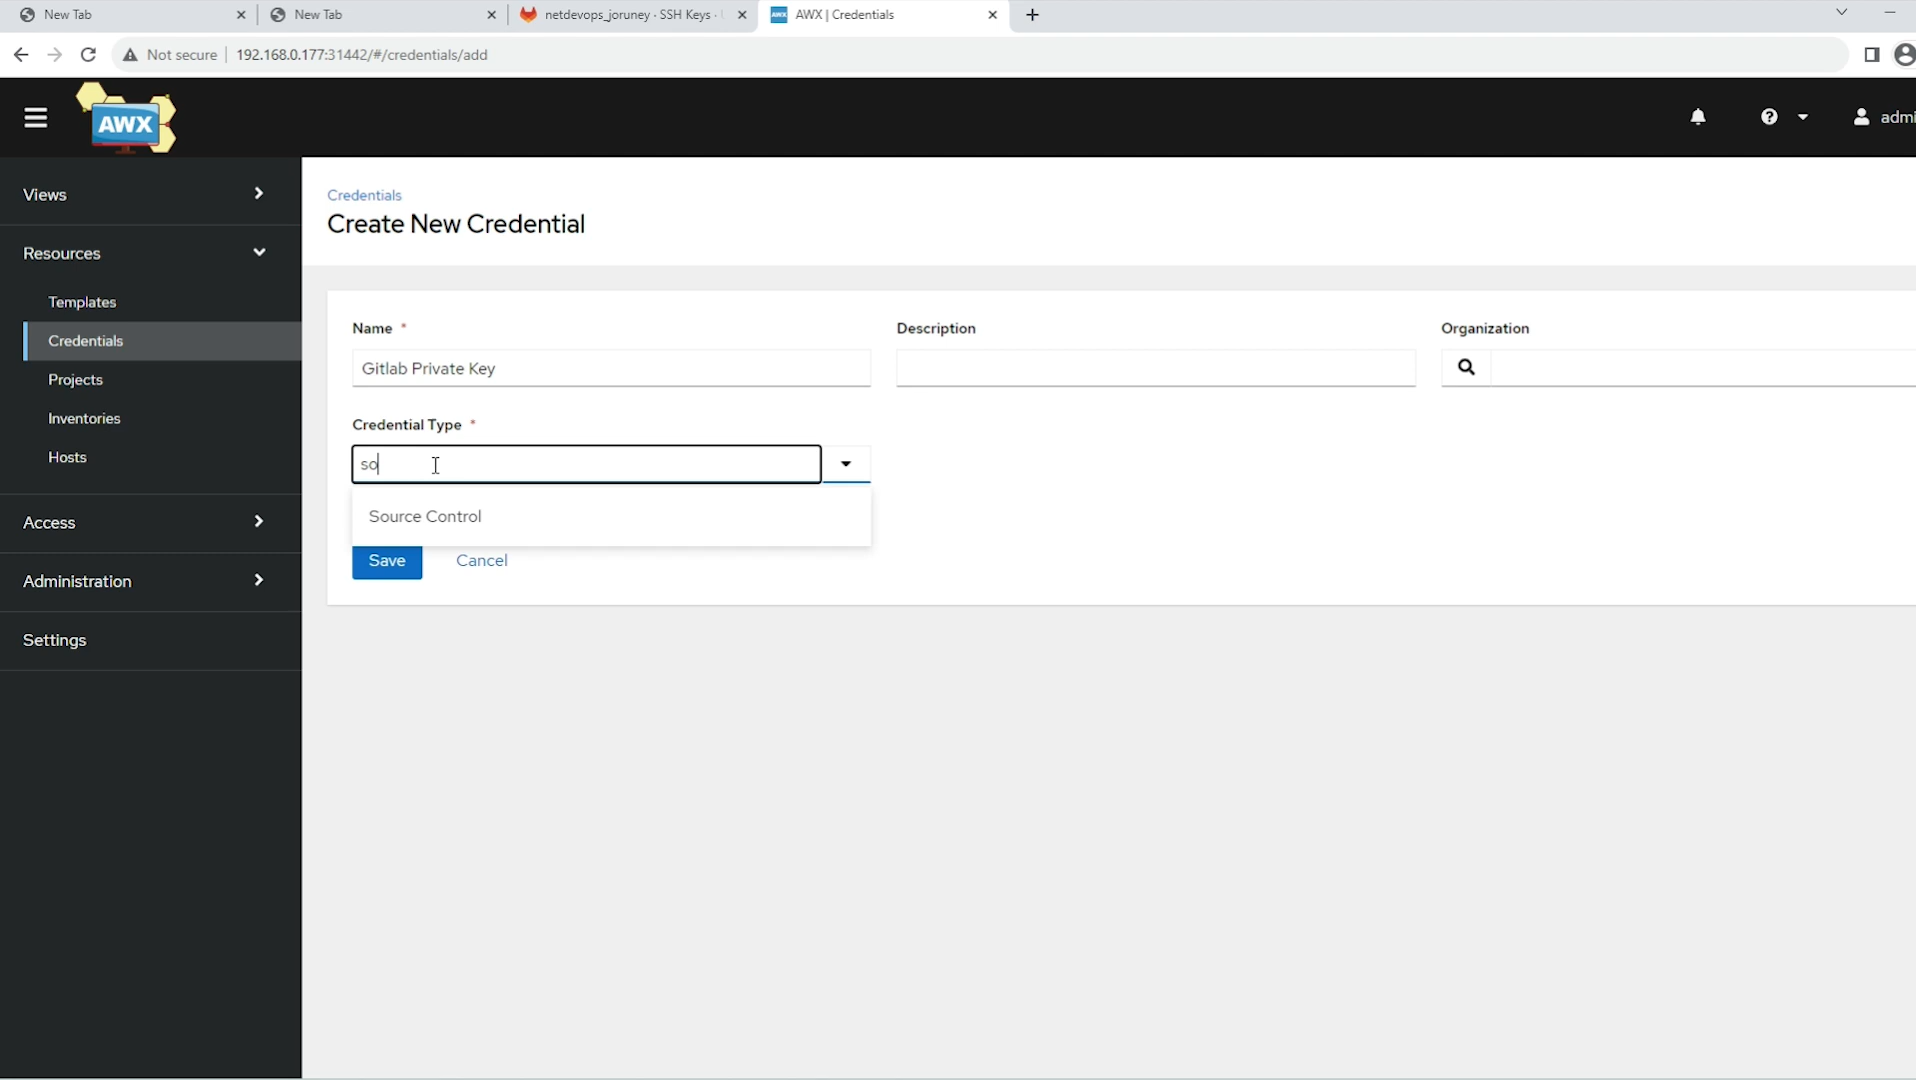 New Tab
New Tab
netdevops_joruney · SSH Keys ·
AWX | Credentials
Not secure
192.168.0.177:31442/#/credentials/add
AWX
admi
Views
Resources
Templates
Credentials
Projects
Inventories
Hosts
Access
Administration
Settings
Credentials
Create New Credential
Name *
Description
Organization
Gitlab Private Key
Credential Type *
so
Source Control
Save
Cancel